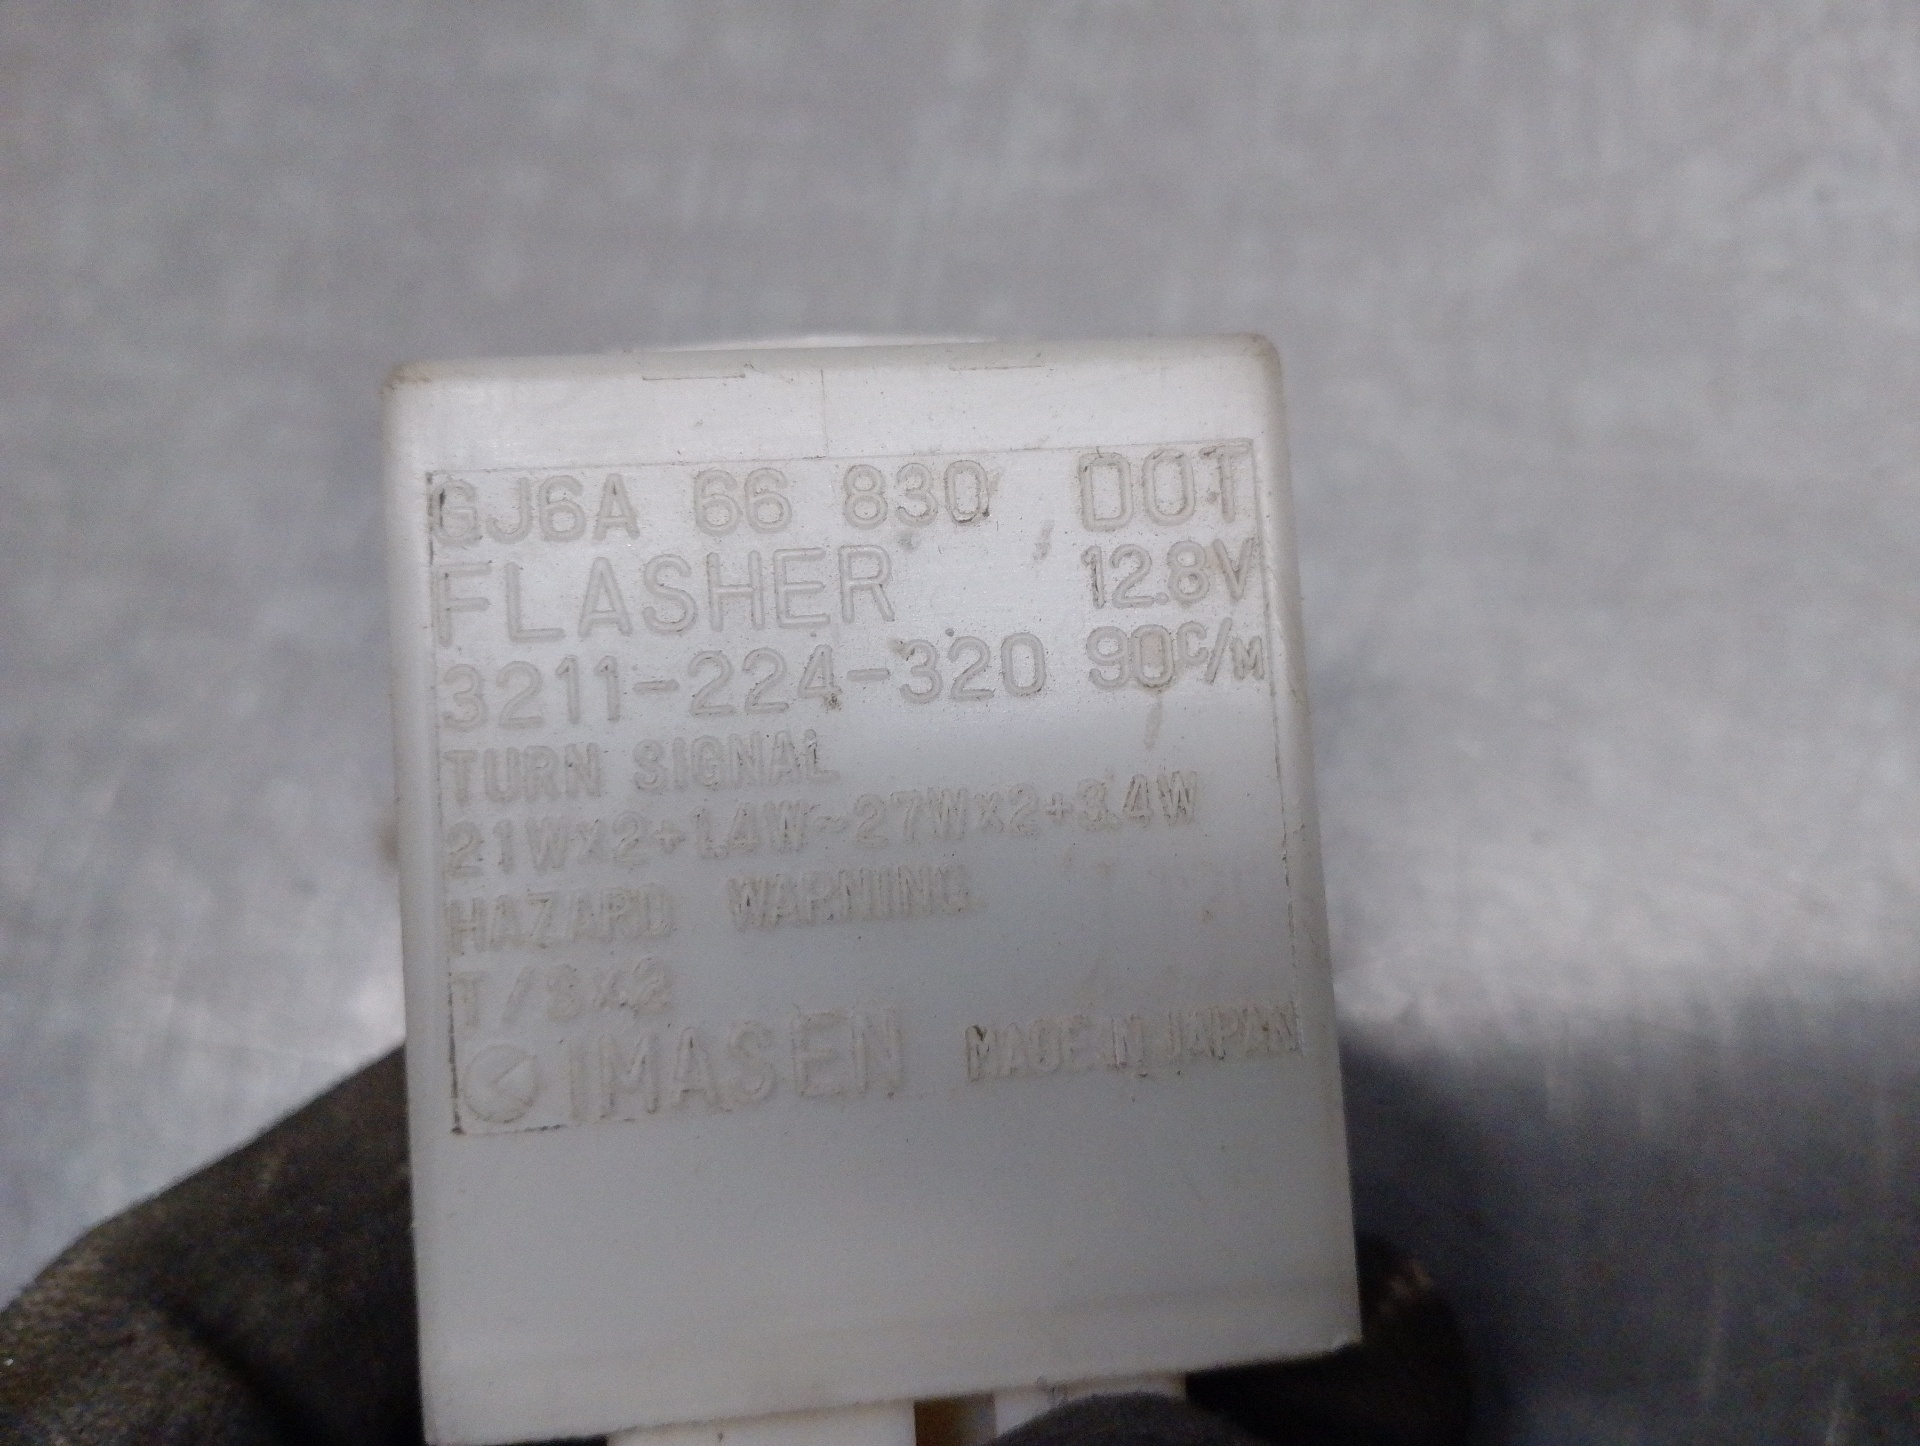 GJ6A 66 830 DOT
FLASHER 12.8V
3211-224-320 90C/M
TURN SIGNAL
21W×2+1.4W~27W×2+3.4W
HAZARD WARNING
T/S×2
IMASEN MADE IN JAPAN